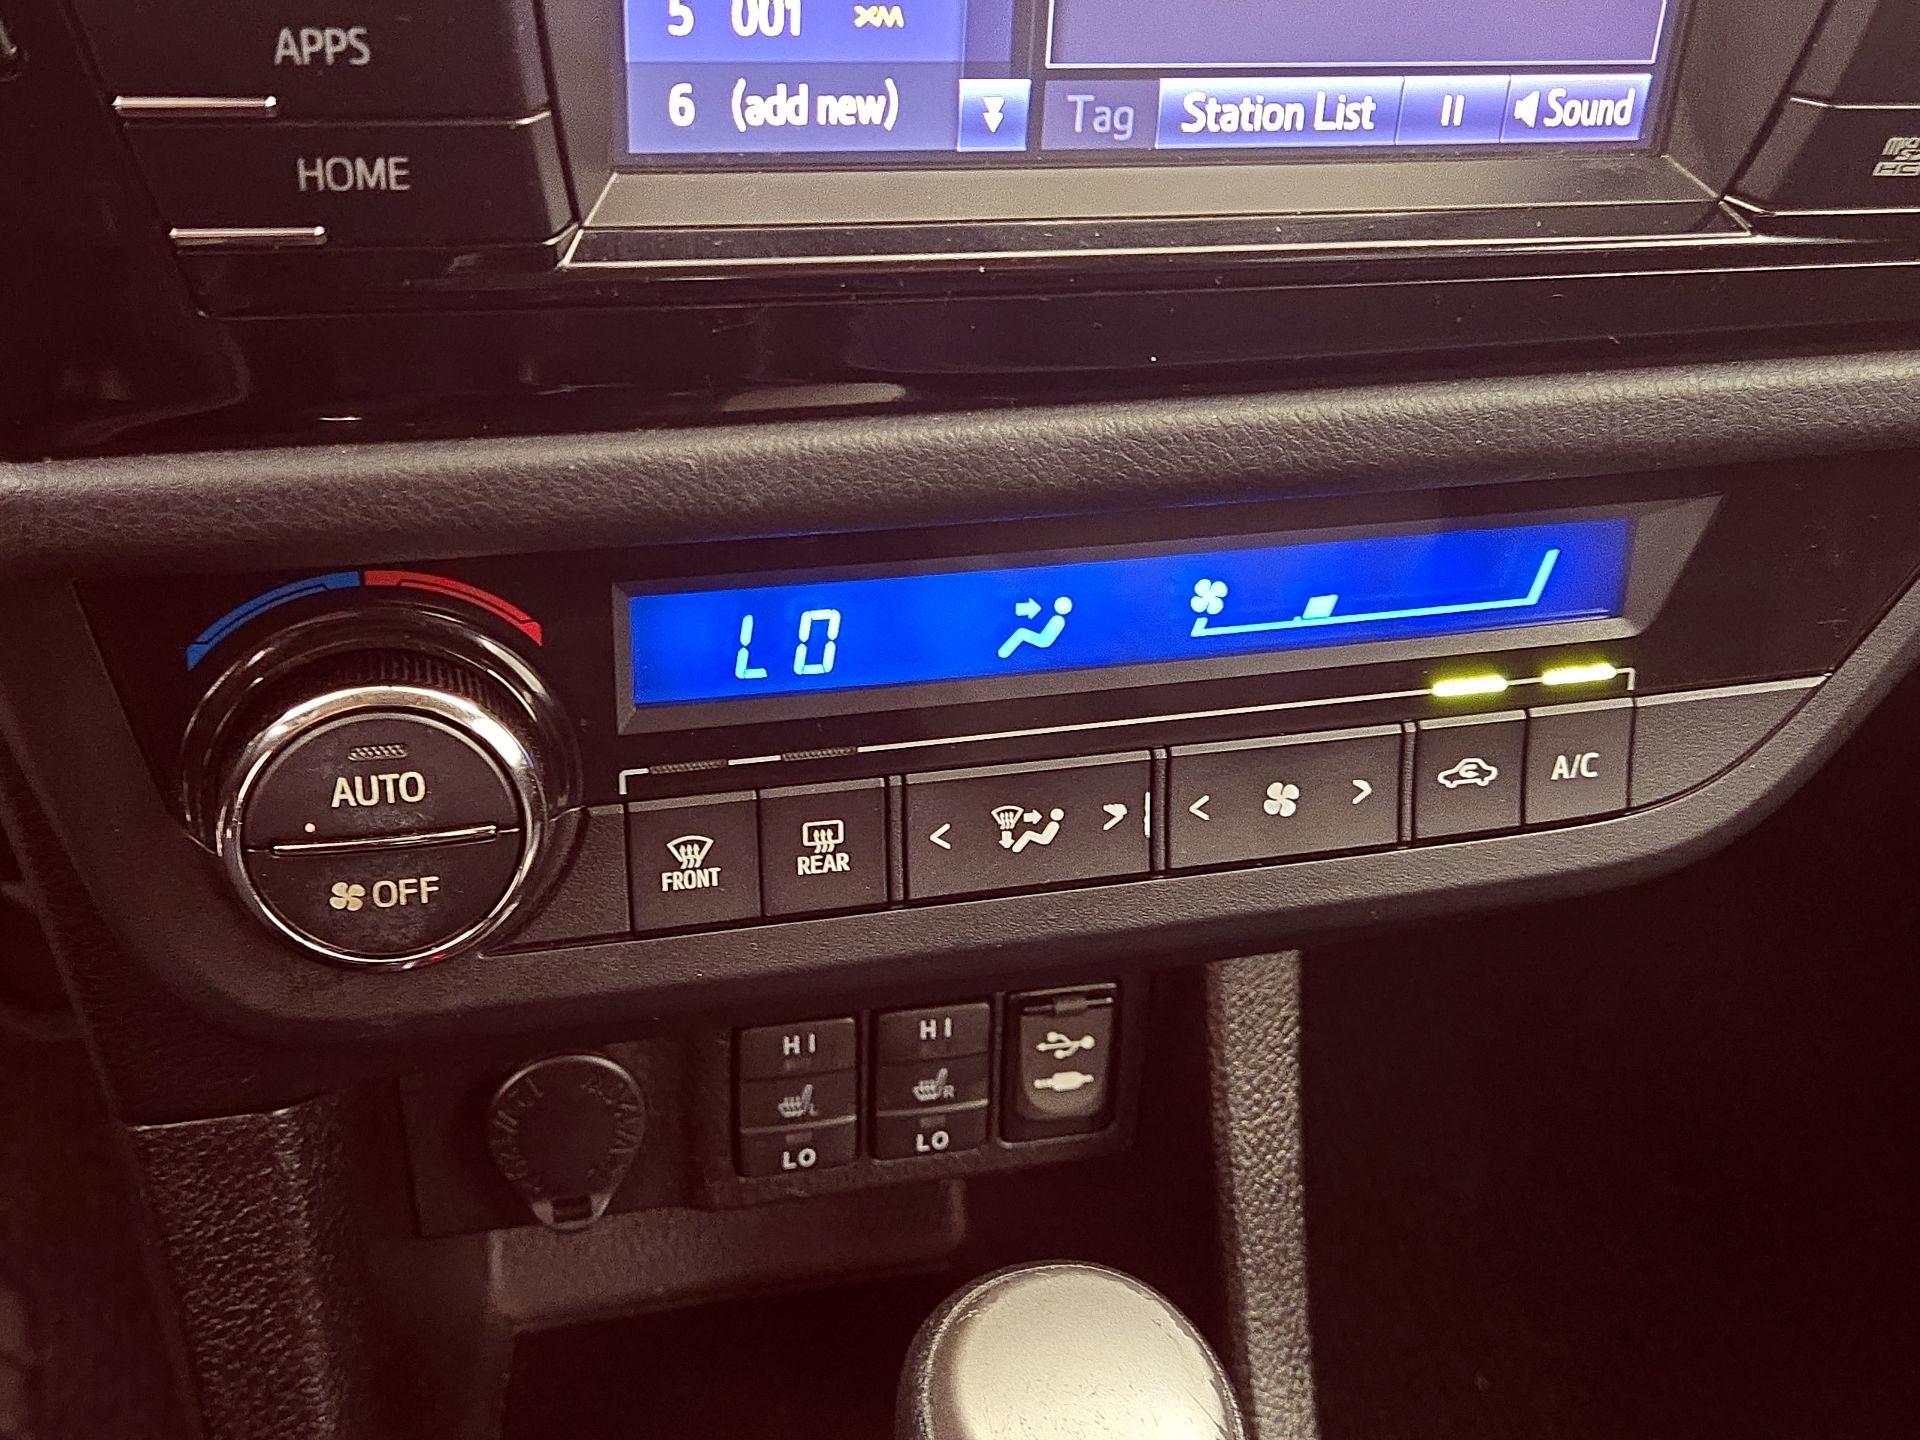 APPS
5 001 XM
6 (add new)
Tag Station List Sound
HOME
LO
AUTO
OFF
FRONT
REAR
A/C
HI
L
LO
HI
R
LO